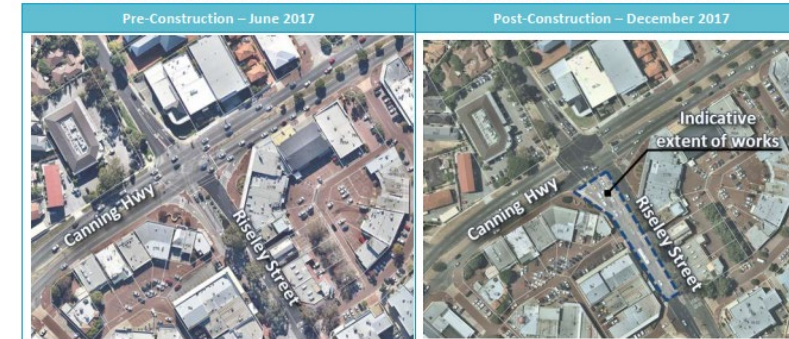 Pre-Construction – June 2017
Post-Construction – December 2017
Canning Hwy
Riseley Street
Indicative
extent of works
Canning Hwy
Riseley Street